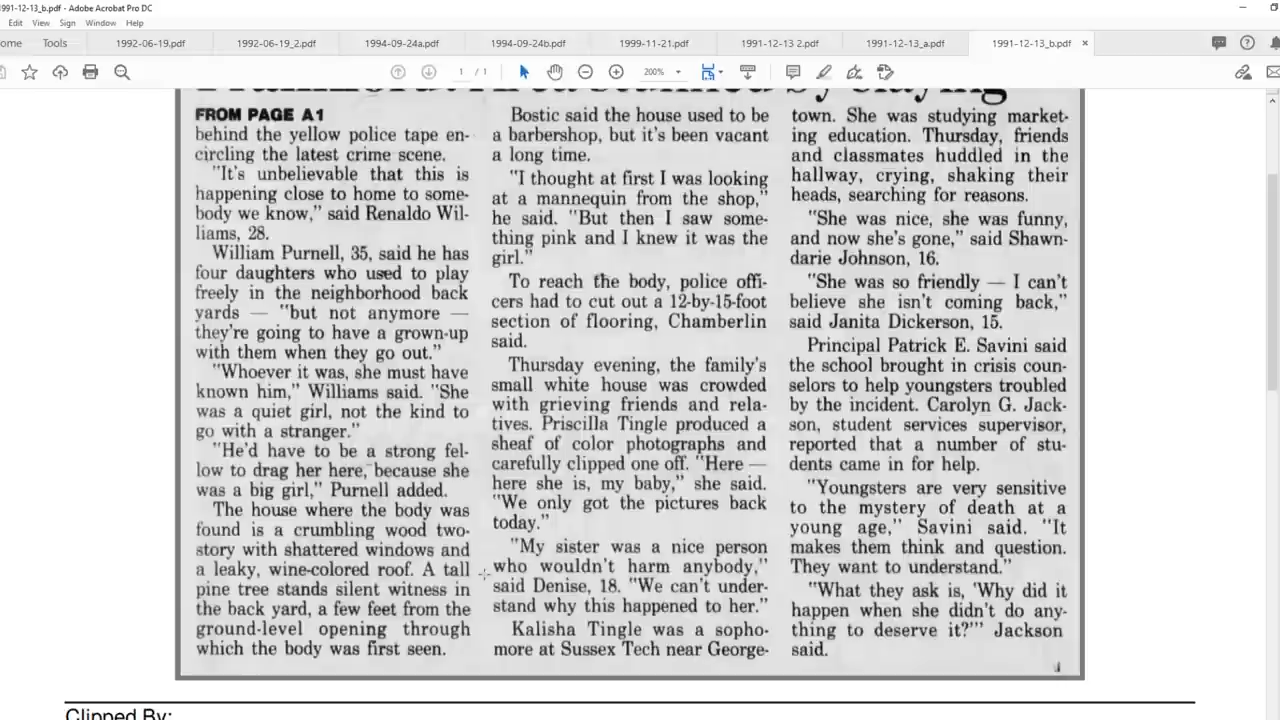 1991-12-13_b.pdf - Adobe Acrobat Pro DC
Edit View Sign Window Help
ome Tools 1992-06-19.pdf 1992-06-19_2.pdf 1994-09-24a.pdf 1994-09-24b.pdf 1999-11-21.pdf 1991-12-13 2.pdf 1991-12-13_a.pdf 1991-12-13_b.pdf ×
1 / 1 200%
FROM PAGE A1
behind the yellow police tape en-
circling the latest crime scene.
"It's unbelievable that this is
happening close to home to some-
body we know," said Renaldo Wil-
liams, 28.
William Purnell, 35, said he has
four daughters who used to play
freely in the neighborhood back
yards — "but not anymore —
they're going to have a grown-up
with them when they go out."
"Whoever it was, she must have
known him," Williams said. "She
was a quiet girl, not the kind to
go with a stranger."
"He'd have to be a strong fel-
low to drag her here, because she
was a big girl," Purnell added.
The house where the body was
found is a crumbling wood two-
story with shattered windows and
a leaky, wine-colored roof. A tall
pine tree stands silent witness in
the back yard, a few feet from the
ground-level opening through
which the body was first seen.
Bostic said the house used to be
a barbershop, but it's been vacant
a long time.
"I thought at first I was looking
at a mannequin from the shop,"
he said. "But then I saw some-
thing pink and I knew it was the
girl."
To reach the body, police offi-
cers had to cut out a 12-by-15-foot
section of flooring, Chamberlin
said.
Thursday evening, the family's
small white house was crowded
with grieving friends and rela-
tives. Priscilla Tingle produced a
sheaf of color photographs and
carefully clipped one off. "Here —
here she is, my baby," she said.
"We only got the pictures back
today."
"My sister was a nice person
who wouldn't harm anybody,"
said Denise, 18. "We can't under-
stand why this happened to her."
Kalisha Tingle was a sopho-
more at Sussex Tech near George-
town. She was studying market-
ing education. Thursday, friends
and classmates huddled in the
hallway, crying, shaking their
heads, searching for reasons.
"She was nice, she was funny,
and now she's gone," said Shawn-
darie Johnson, 16.
"She was so friendly — I can't
believe she isn't coming back,"
said Janita Dickerson, 15.
Principal Patrick E. Savini said
the school brought in crisis coun-
selors to help youngsters troubled
by the incident. Carolyn G. Jack-
son, student services supervisor,
reported that a number of stu-
dents came in for help.
"Youngsters are very sensitive
to the mystery of death at a
young age," Savini said. "It
makes them think and question.
They want to understand."
"What they ask is, 'Why did it
happen when she didn't do any-
thing to deserve it?'" Jackson
said.
Clipped By: